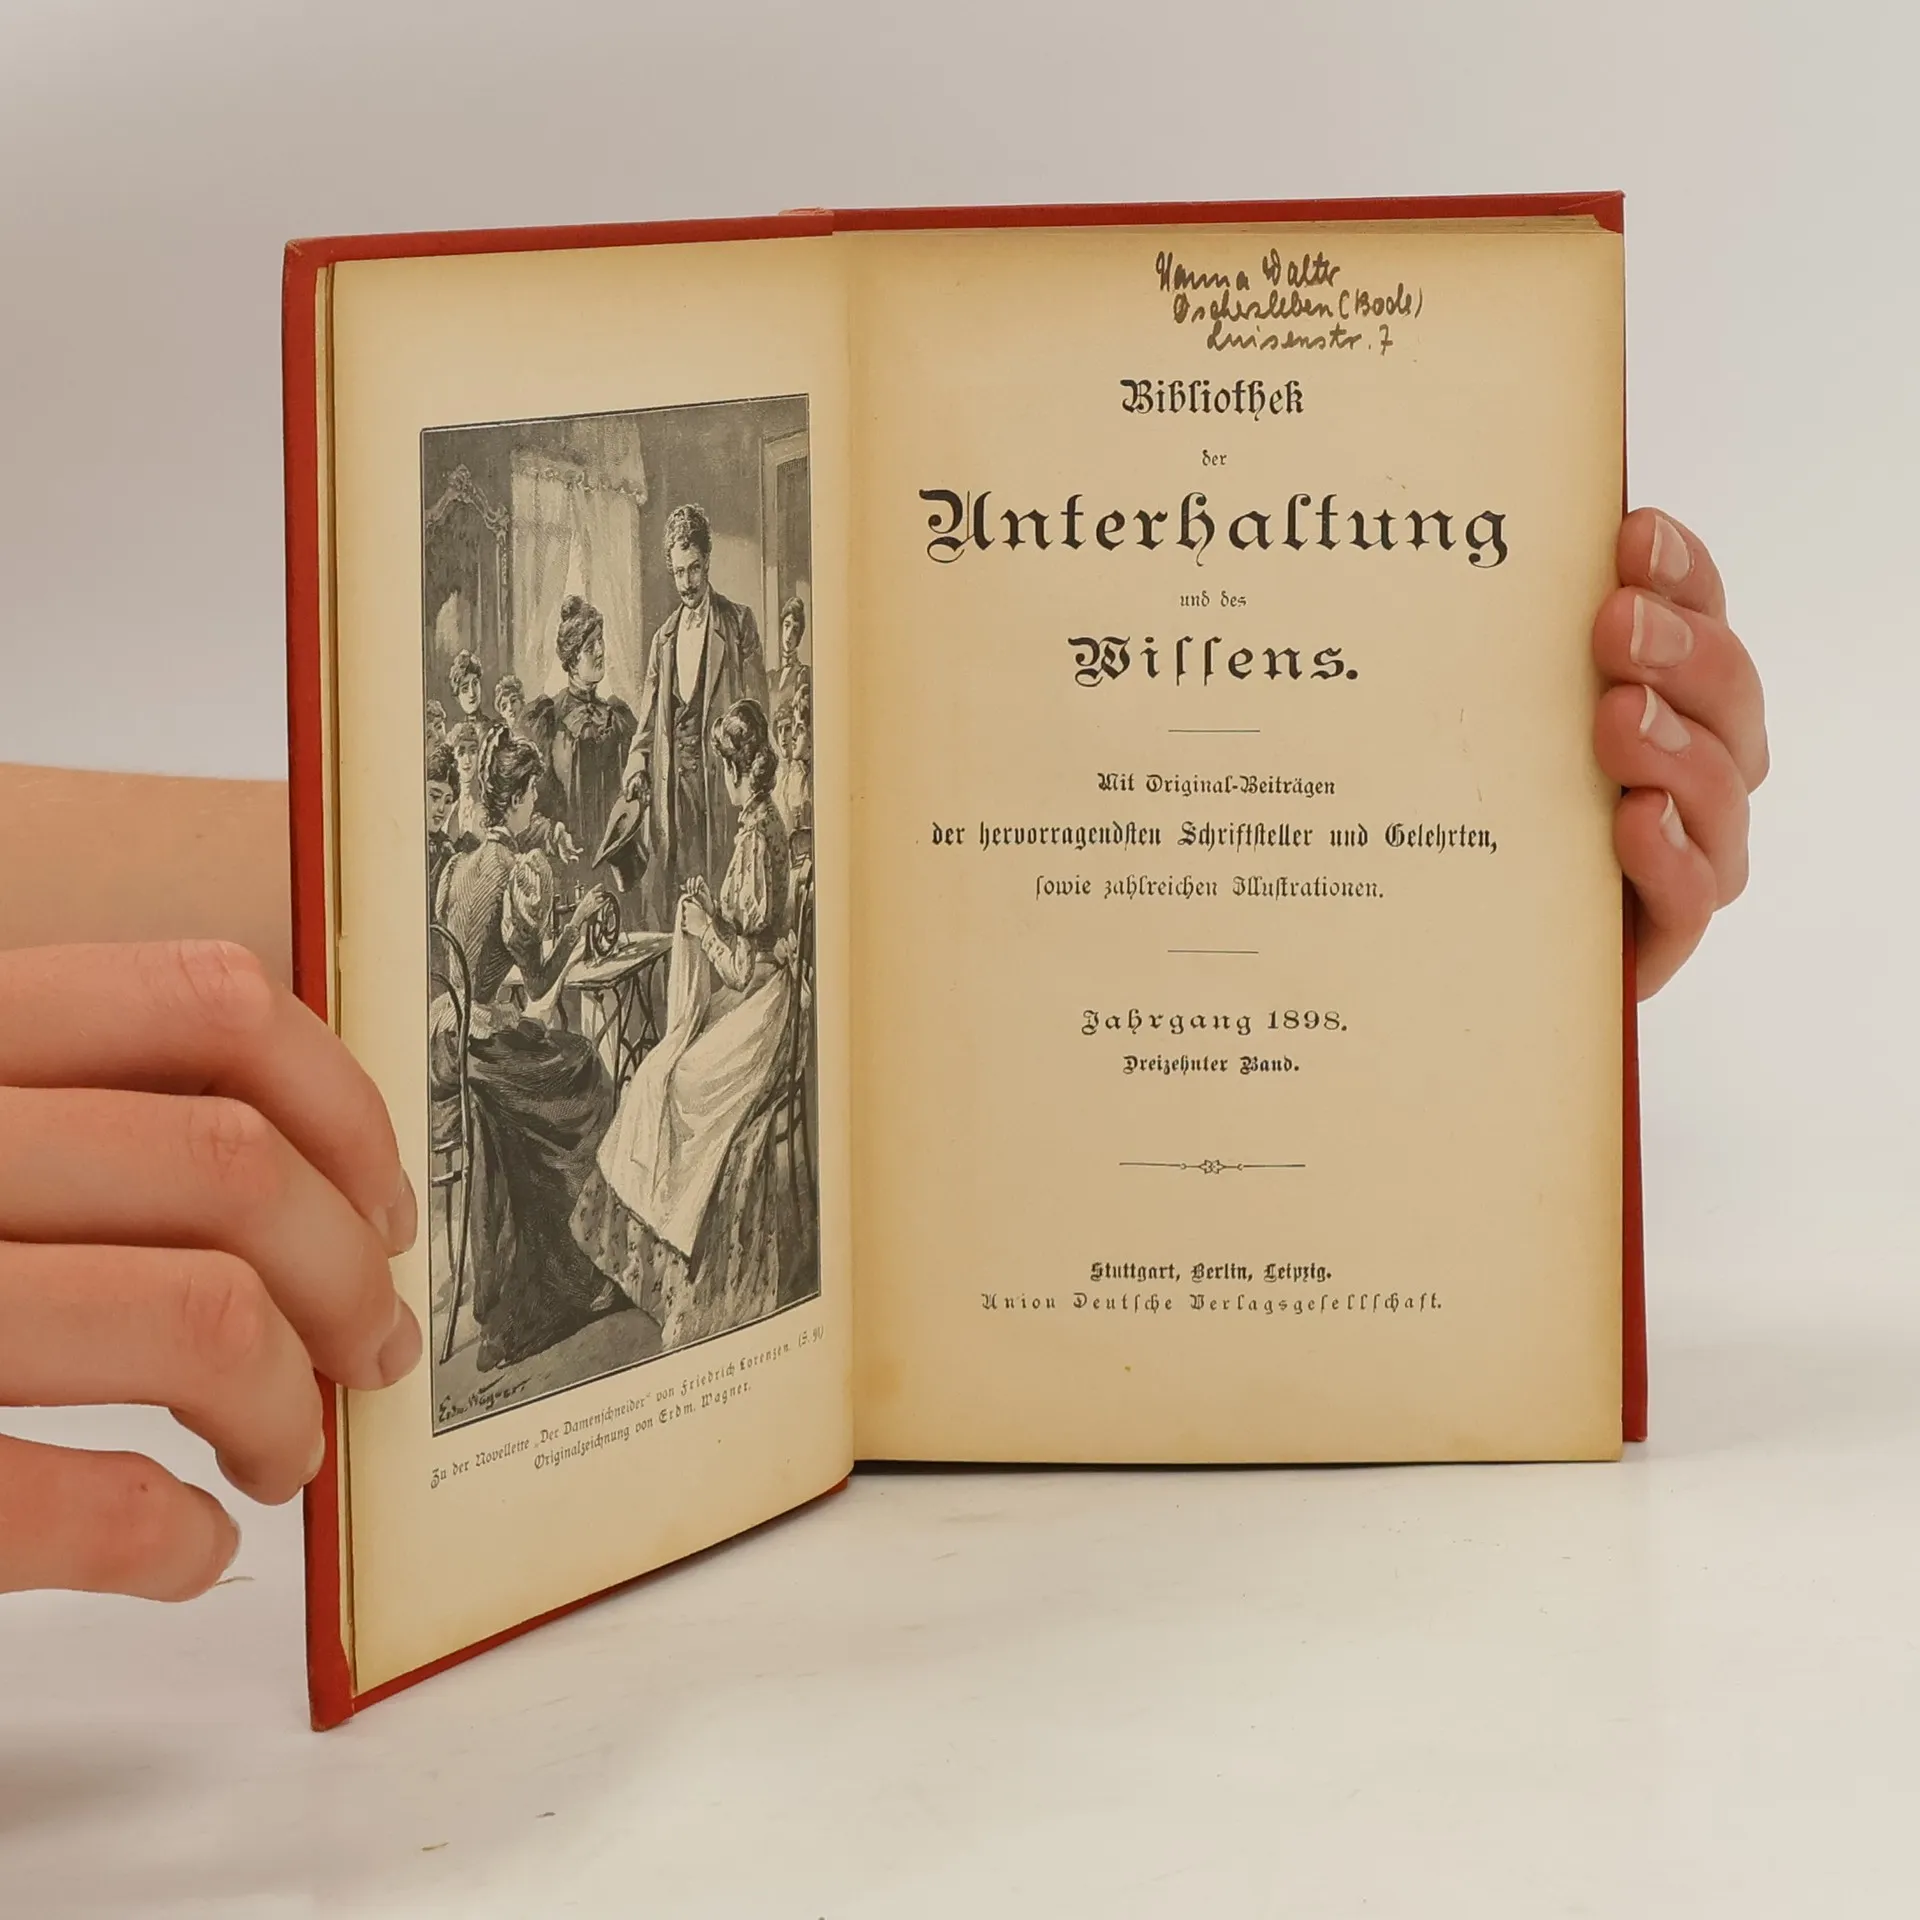 Erdm. Wagner.
Zu der Novellette „Der Damenschneider“ von Friedrich Lorenzen. (S. 91)
Originalzeichnung von Erdm. Wagner.
Hanna Walter
Oschersleben (Bode)
Luisenstr. 7
Bibliothek
der
Unterhaltung
und des
Wissens.
Mit Original-Beiträgen
der hervorragendsten Schriftsteller und Gelehrten,
sowie zahlreichen Illustrationen.
Jahrgang 1898.
Dreizehnter Band.
Stuttgart, Berlin, Leipzig.
Union Deutsche Verlagsgesellschaft.